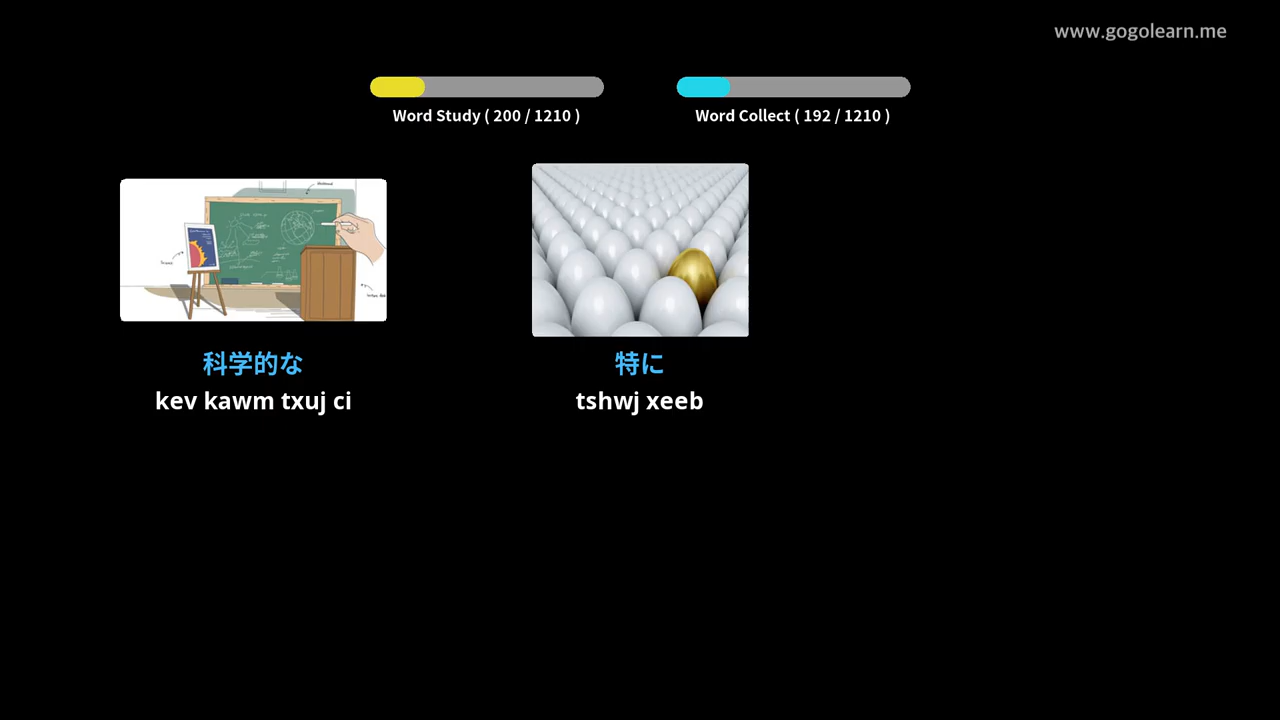 www.gogolearn.me
Word Study ( 200 / 1210 )
Word Collect ( 192 / 1210 )
科学的な
kev kawm txuj ci
特に
tshwj xeeb